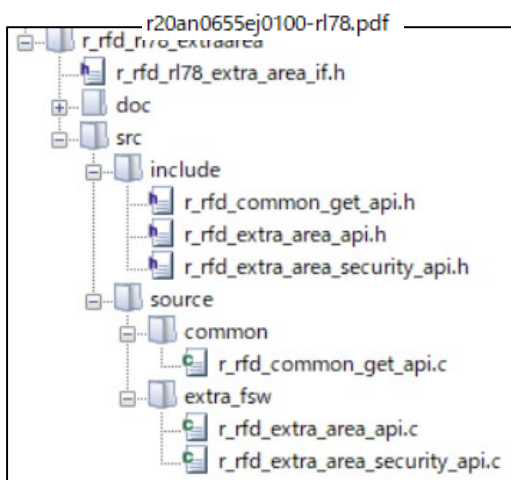 r20an0655ej0100-rl78.pdf
r_rfd_rl78_extraarea
r_rfd_rl78_extra_area_if.h
doc
src
include
r_rfd_common_get_api.h
r_rfd_extra_area_api.h
r_rfd_extra_area_security_api.h
source
common
r_rfd_common_get_api.c
extra_fsw
r_rfd_extra_area_api.c
r_rfd_extra_area_security_api.c